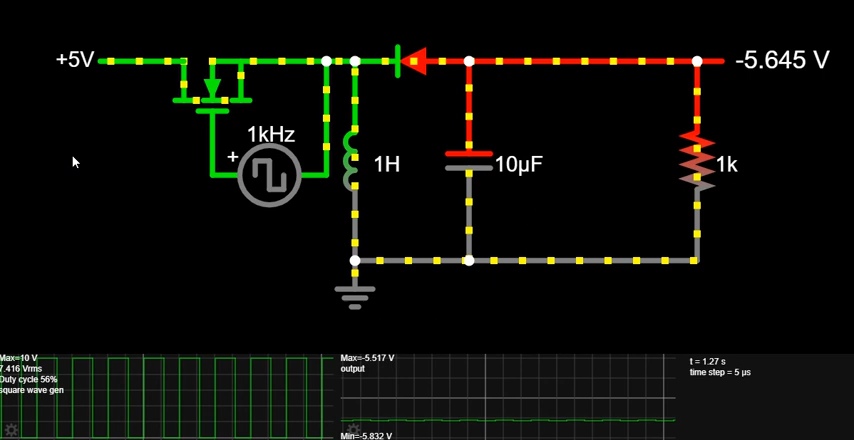 +5V
-5.645 V
1kHz
+
1H
10µF
1k
Max=10 V
7.416 Vrms
Duty cycle 56%
square wave gen
Max=-5.517 V
output
Min=-5.832 V
t = 1.27 s
time step = 5 µs